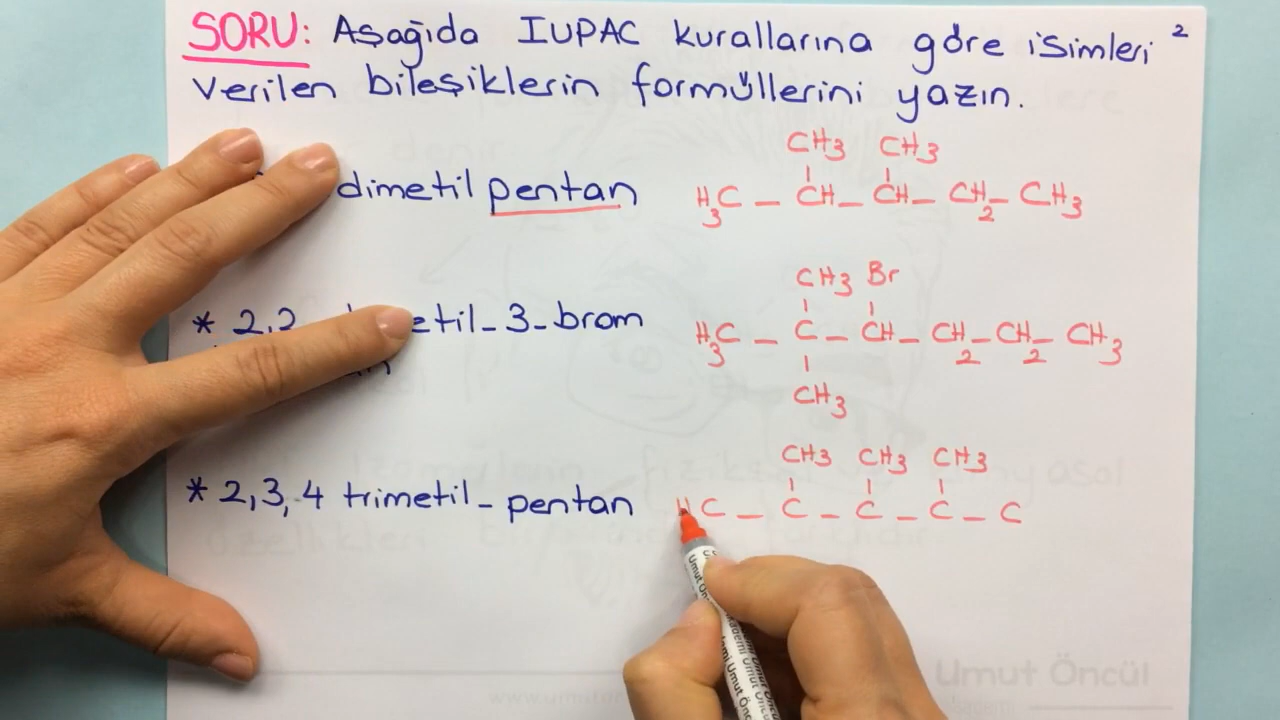 SORU: Aşağıda IUPAC kurallarına göre isimleri 2
verilen bileşiklerin formüllerini yazın.
CH3 CH3
dimetil pentan H3C - CH - CH - CH2 - CH3
CH3 Br
* 2,2 etil-3-brom H3C - C - CH - CH2 - CH2 - CH3
CH3
CH3 CH3 CH3
* 2,3,4 trimetil-pentan HC - C - C - C - C
Umut Öncül